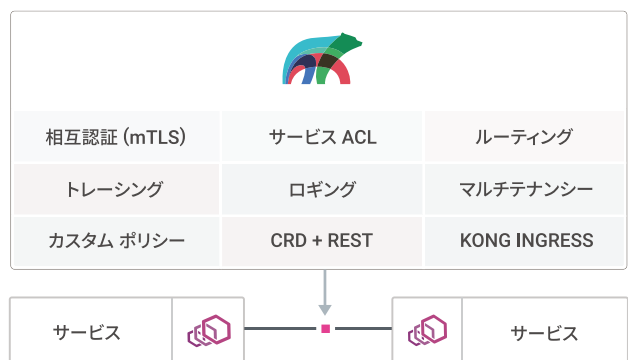 相互認証（mTLS）
サービス ACL
ルーティング
トレーシング
ロギング
マルチテナンシー
カスタム ポリシー
CRD + REST
KONG INGRESS
サービス
サービス